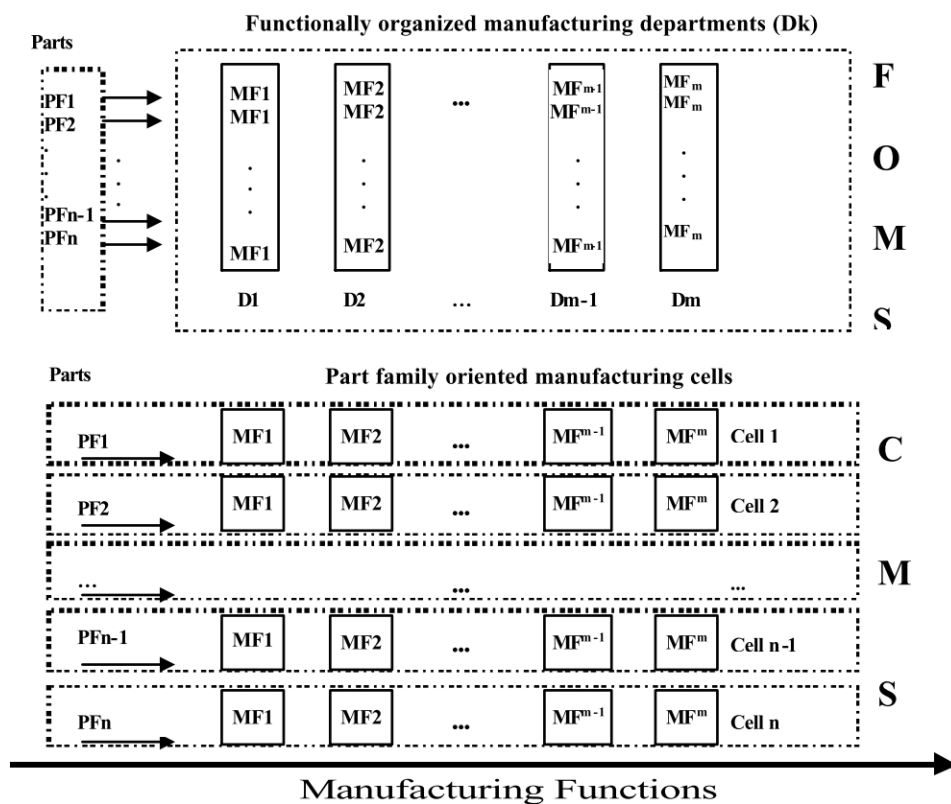 Functionally organized manufacturing departments (Dk)
Parts
F
O
M
S
PF1
PF2
.
.
.
PFn-1
PFn
. . .
MF1 MF2 ... MFm-1 MFm
MF1 MF2 MFm-1 MFm
. . . .
. . . .
. . . .
MF1 MF2 MFm-1 MFm
D1 D2 ... Dm-1 Dm
Parts
Part family oriented manufacturing cells
C
M
S
PF1 MF1 MF2 ... MFm-1 MFm Cell 1
PF2 MF1 MF2 ... MFm-1 MFm Cell 2
... ... ...
PFn-1 MF1 MF2 ... MFm-1 MFm Cell n-1
PFn MF1 MF2 ... MFm-1 MFm Cell n
Manufacturing Functions